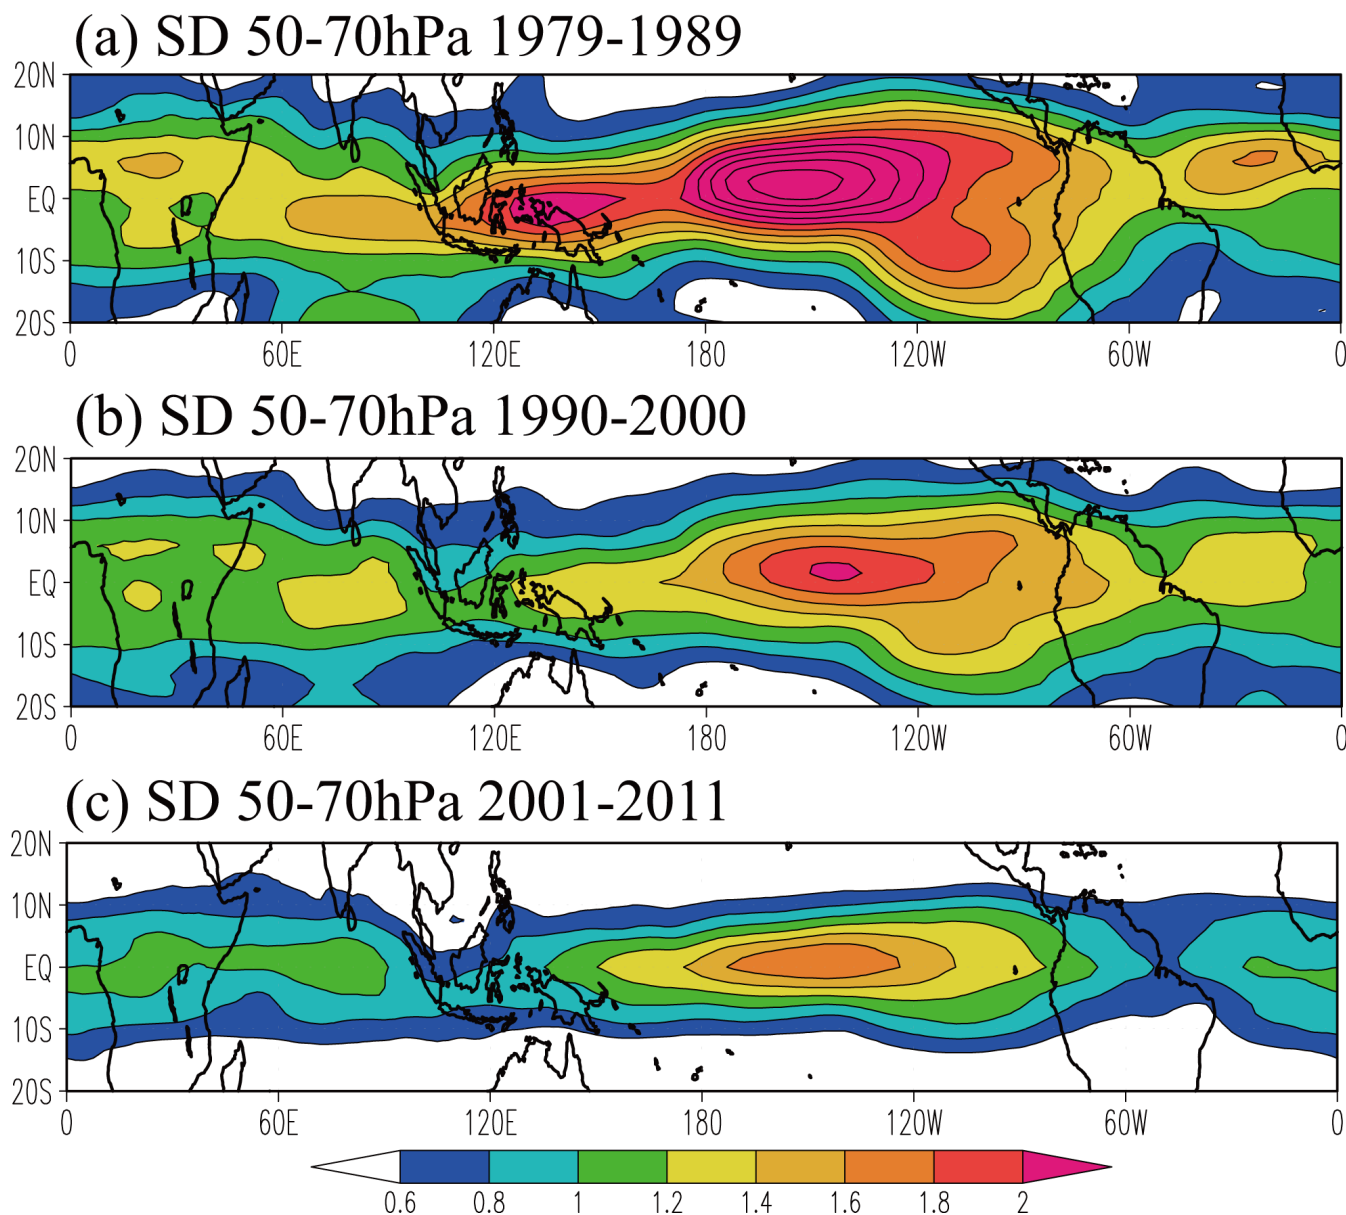 (a) SD 50-70hPa 1979-1989
20N
10N
EQ
10S
20S
0 60E 120E 180 120W 60W 0
(b) SD 50-70hPa 1990-2000
20N
10N
EQ
10S
20S
0 60E 120E 180 120W 60W 0
(c) SD 50-70hPa 2001-2011
20N
10N
EQ
10S
20S
0 60E 120E 180 120W 60W 0
0.6 0.8 1 1.2 1.4 1.6 1.8 2